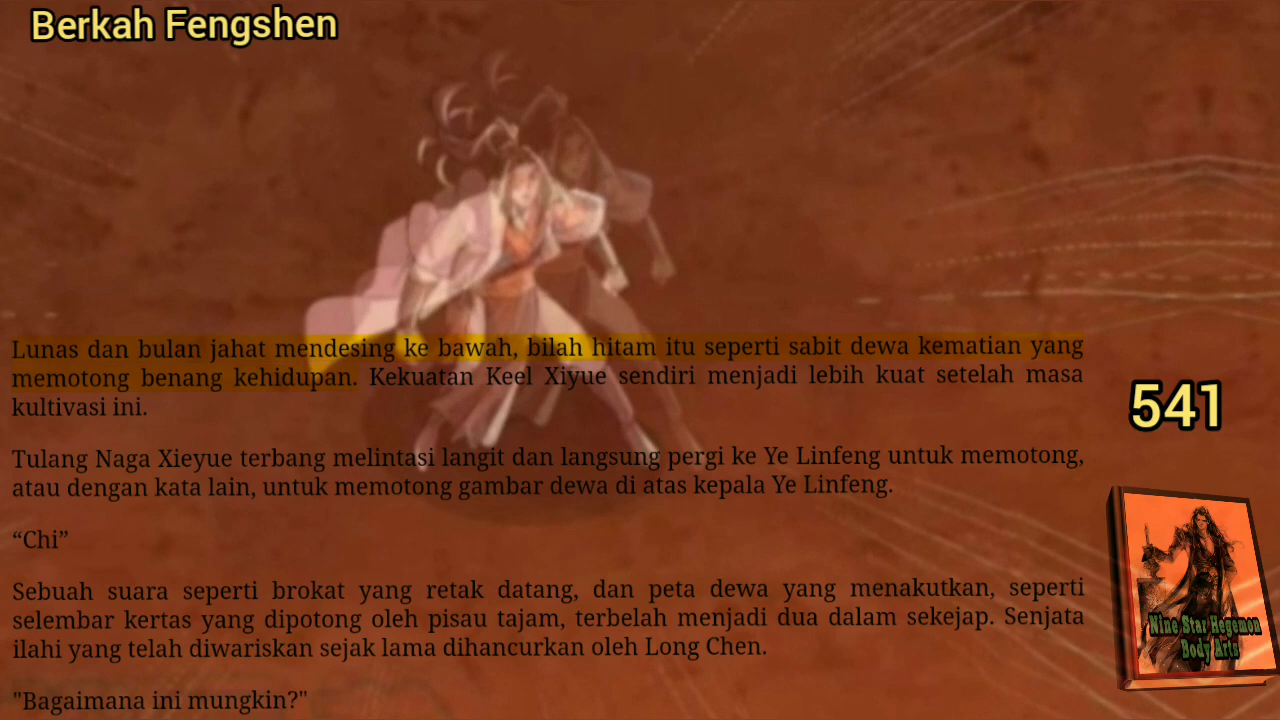 Berkah Fengshen
Lunas dan bulan jahat mendesing ke bawah, bilah hitam itu seperti sabit dewa kematian yang
memotong benang kehidupan. Kekuatan Keel Xiyue sendiri menjadi lebih kuat setelah masa
kultivasi ini.
Tulang Naga Xieyue terbang melintasi langit dan langsung pergi ke Ye Linfeng untuk memotong,
atau dengan kata lain, untuk memotong gambar dewa di atas kepala Ye Linfeng.
“Chi”
Sebuah suara seperti brokat yang retak datang, dan peta dewa yang menakutkan, seperti
selembar kertas yang dipotong oleh pisau tajam, terbelah menjadi dua dalam sekejap. Senjata
ilahi yang telah diwariskan sejak lama dihancurkan oleh Long Chen.
"Bagaimana ini mungkin?"
541
Nine Star Hegemon
Body Arts